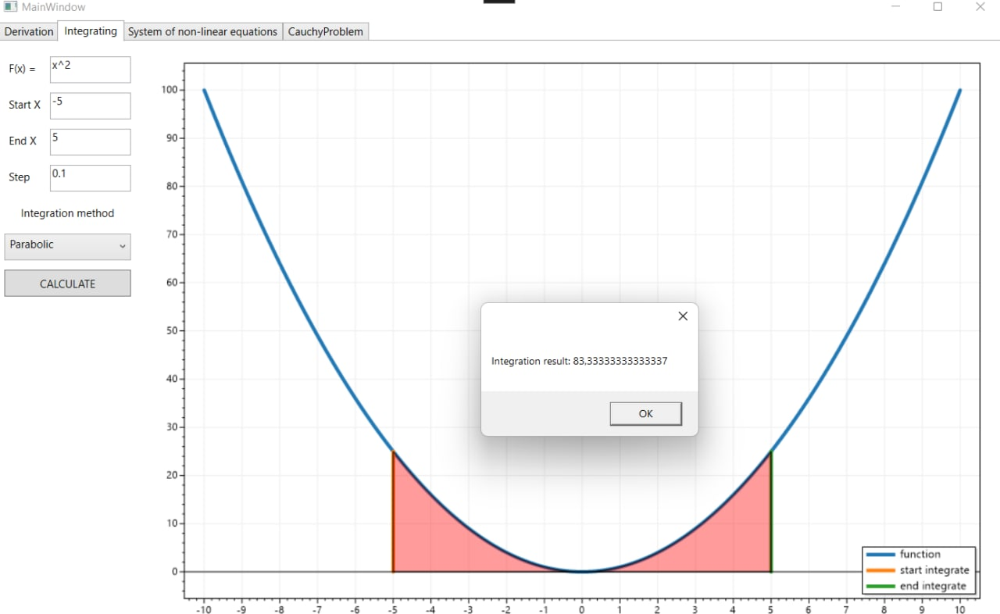 MainWindow
Derivation
Integrating
System of non-linear equations
CauchyProblem
F(x) =
x^2
Start X
-5
End X
5
Step
0.1
Integration method
Parabolic
CALCULATE
100
90
80
70
60
50
40
30
20
10
0
-10 -9 -8 -7 -6 -5 -4 -3 -2 -1 0 1 2 3 4 5 6 7 8 9 10
Integration result: 83,33333333333337
OK
function
start integrate
end integrate